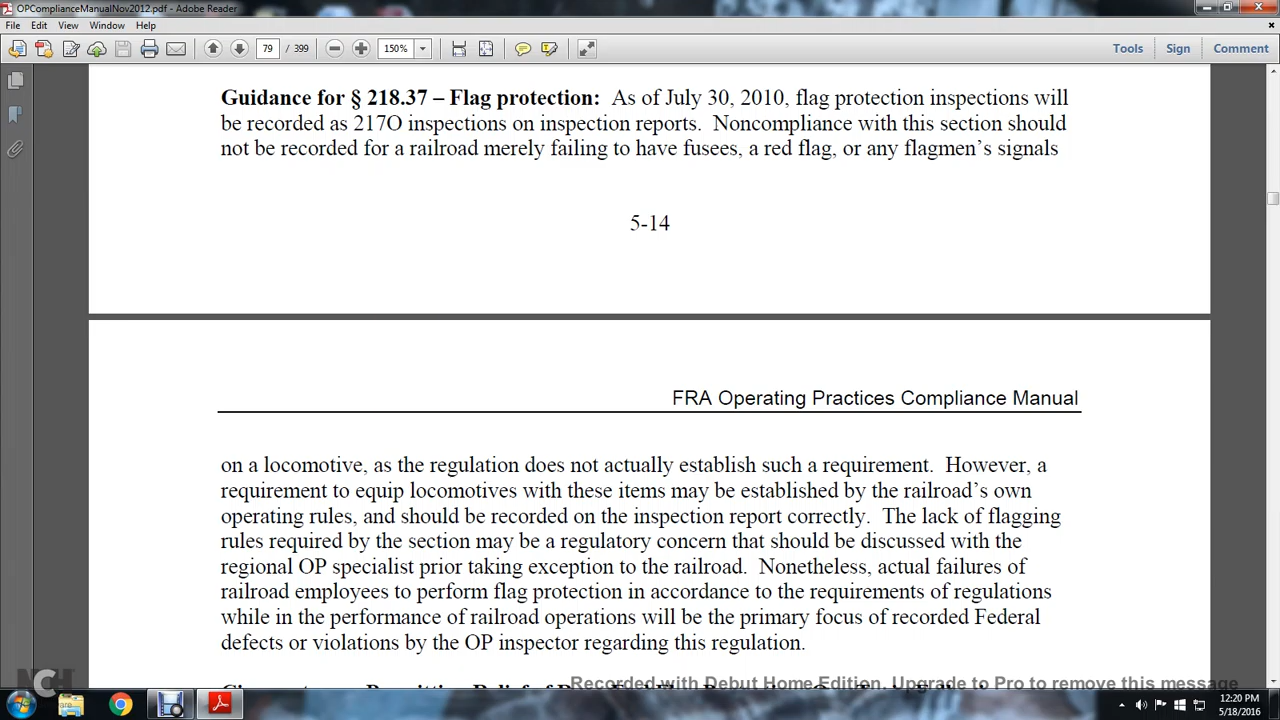 OPComplianceManualNov2012.pdf - Adobe Reader
File Edit View Window Help
79 / 399 150% Tools Sign Comment
Guidance for § 218.37 – Flag protection: As of July 30, 2010, flag protection inspections will
be recorded as 217O inspections on inspection reports. Noncompliance with this section should
not be recorded for a railroad merely failing to have fusees, a red flag, or any flagmen’s signals
5-14
FRA Operating Practices Compliance Manual
on a locomotive, as the regulation does not actually establish such a requirement. However, a
requirement to equip locomotives with these items may be established by the railroad’s own
operating rules, and should be recorded on the inspection report correctly. The lack of flagging
rules required by the section may be a regulatory concern that should be discussed with the
regional OP specialist prior taking exception to the railroad. Nonetheless, actual failures of
railroad employees to perform flag protection in accordance to the requirements of regulations
while in the performance of railroad operations will be the primary focus of recorded Federal
defects or violations by the OP inspector regarding this regulation.
Recorded with Debut Home Edition. Upgrade to Pro to remove this message
NCH
12:20 PM
5/18/2016